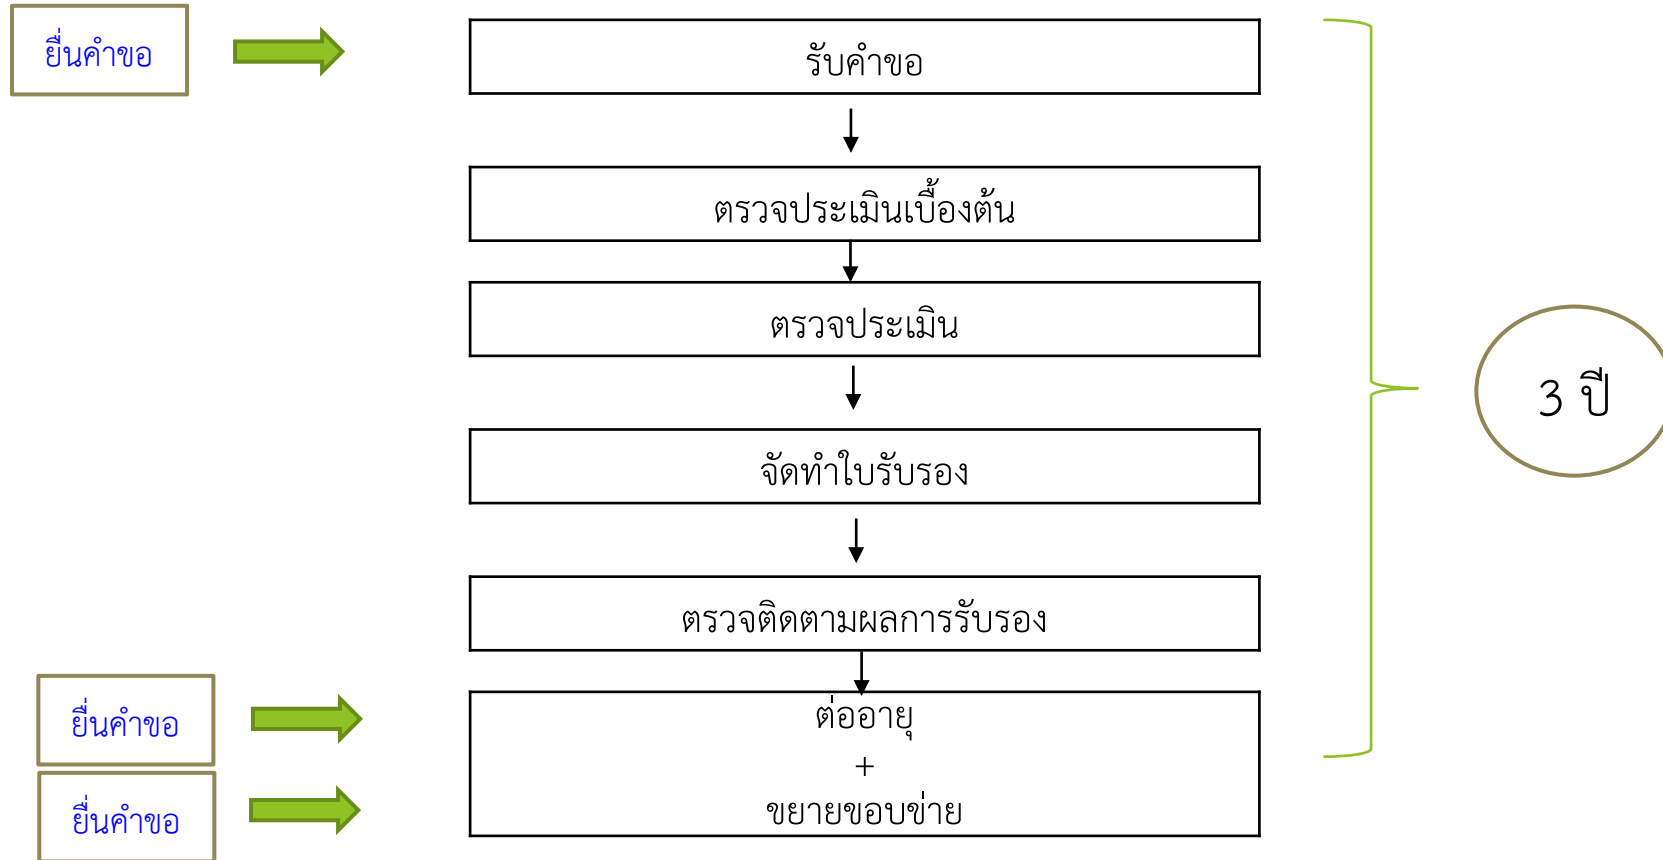 ยื่นคำขอ
รับคำขอ
ตรวจประเมินเบื้องต้น
ตรวจประเมิน
3 ปี
จัดทำใบรับรอง
ตรวจติดตามผลการรับรอง
ยื่นคำขอ
ต่ออายุ
+
ยื่นคำขอ
ขยายขอบข่าย